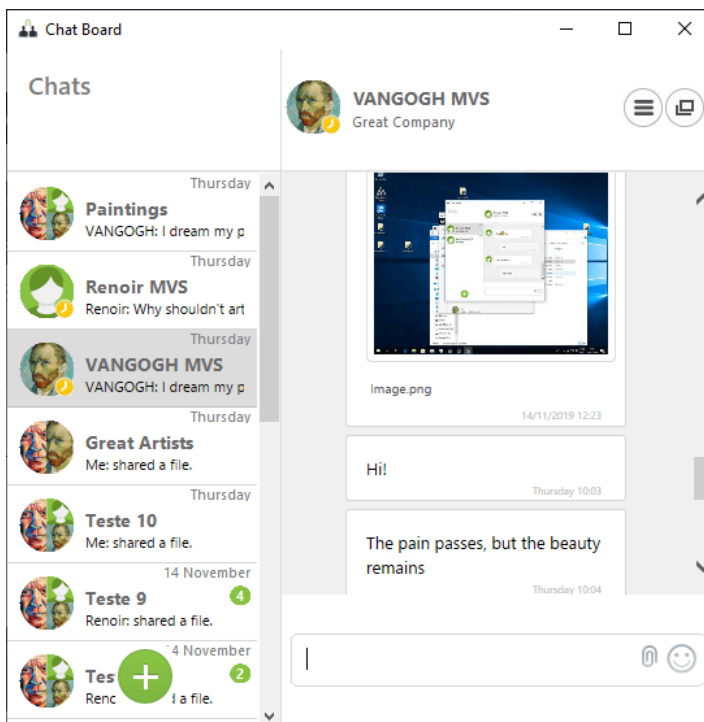 Chat Board
Chats
VANGOGH MVS
Great Company
Thursday
Paintings
VANGOGH: I dream my p
Thursday
Renoir MVS
Renoir: Why shouldn't art
Thursday
VANGOGH MVS
VANGOGH: I dream my p
Thursday
Great Artists
Me: shared a file.
Thursday
Teste 10
Me: shared a file.
14 November
Teste 9
4
Renoir: shared a file.
4 November
Tes
2
Renc
l a file.
Image.png
14/11/2019 12:23
Hi!
Thursday 10:03
The pain passes, but the beauty
remains
Thursday 10:04